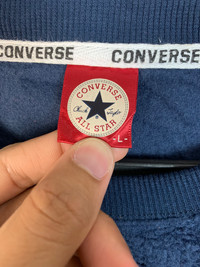 CONVERSE CONVERSE
CONVERSE
Chuck Taylor
ALL STAR
-L-